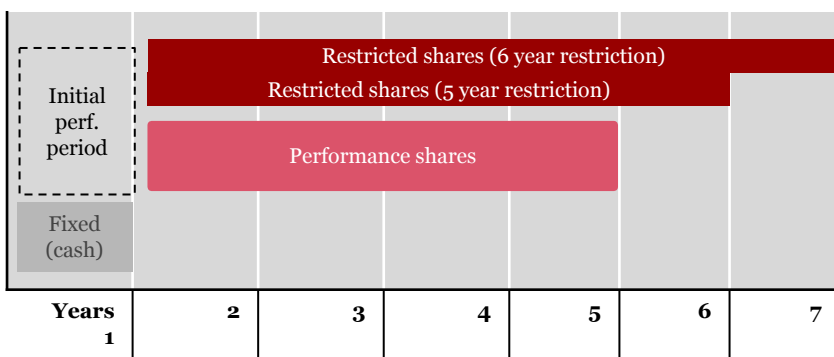 Restricted shares (6 year restriction)
Restricted shares (5 year restriction)
Initial
perf.
period
Performance shares
Fixed
(cash)
Years 2 3 4 5 6 7
1